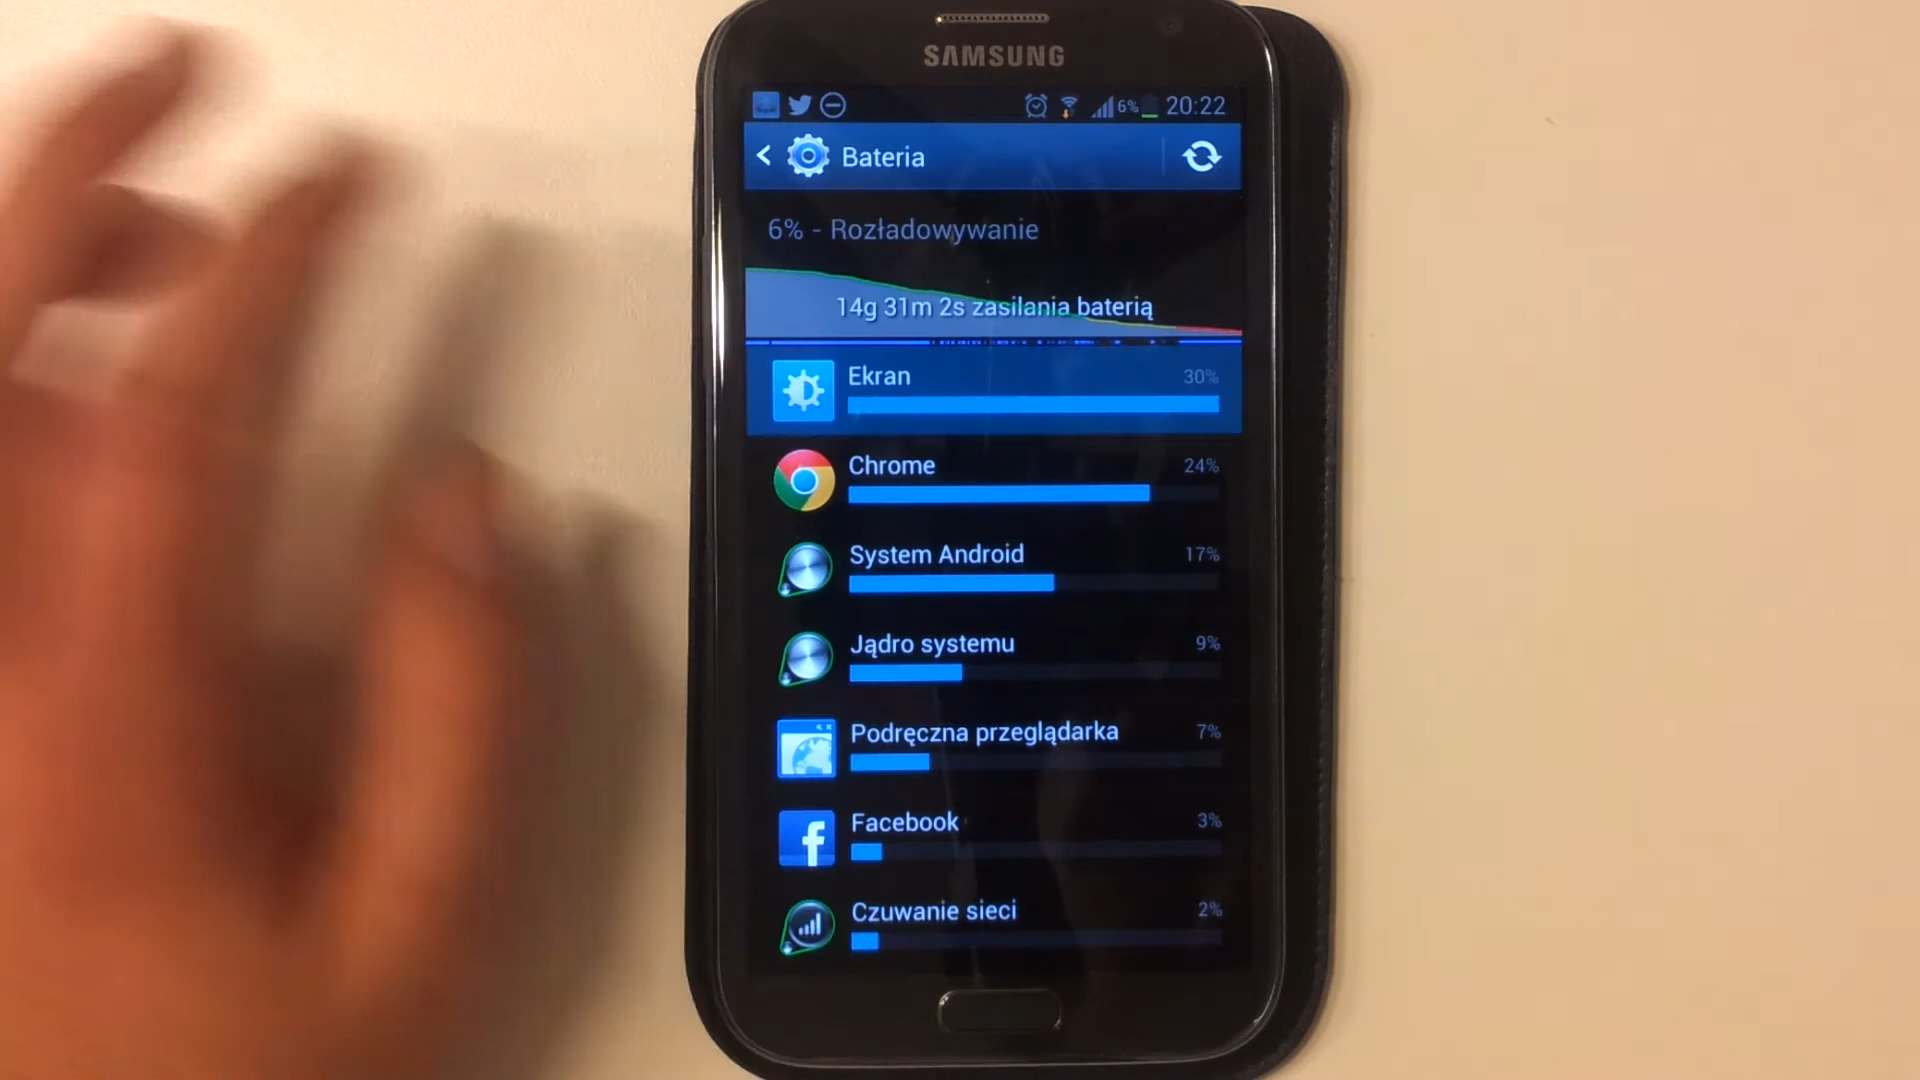 SAMSUNG
6% 20:22
Bateria
6% - Rozładowywanie
14g 31m 2s zasilania baterią
Ekran 30%
Chrome 24%
System Android 17%
Jądro systemu 9%
Podręczna przeglądarka 7%
Facebook 3%
Czuwanie sieci 2%